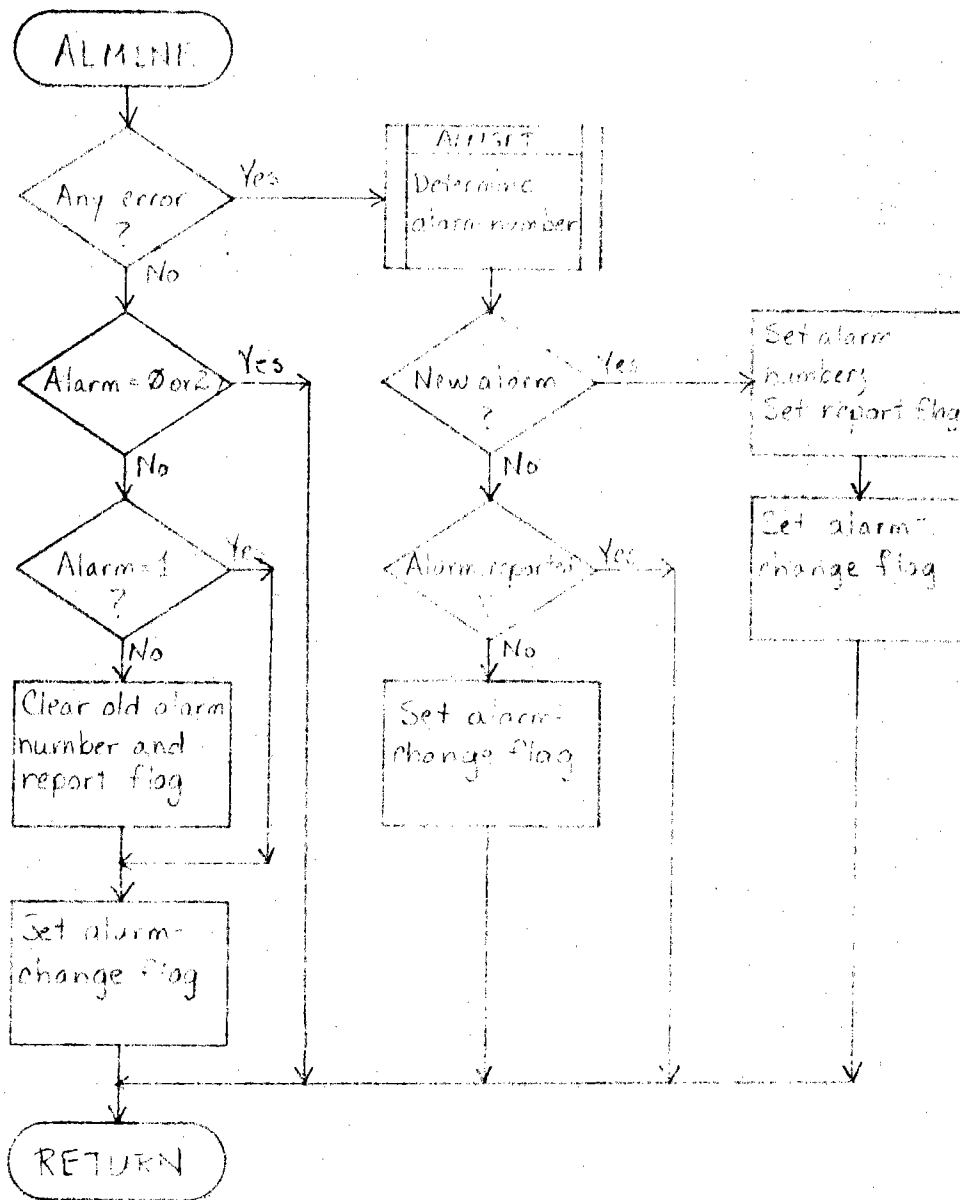 ALMLNE
Any error
?
Yes
No
Determine
alarm number
Alarm = Ø or 2
Yes
No
New alarm
?
Yes
No
Set alarm
number;
Set report flag
Set alarm-
change flag
Alarm = 1
?
Yes
No
Alarm reported
?
Yes
No
Clear old alarm
number and
report flag
Set alarm-
change flag
Set alarm-
change flag
RETURN